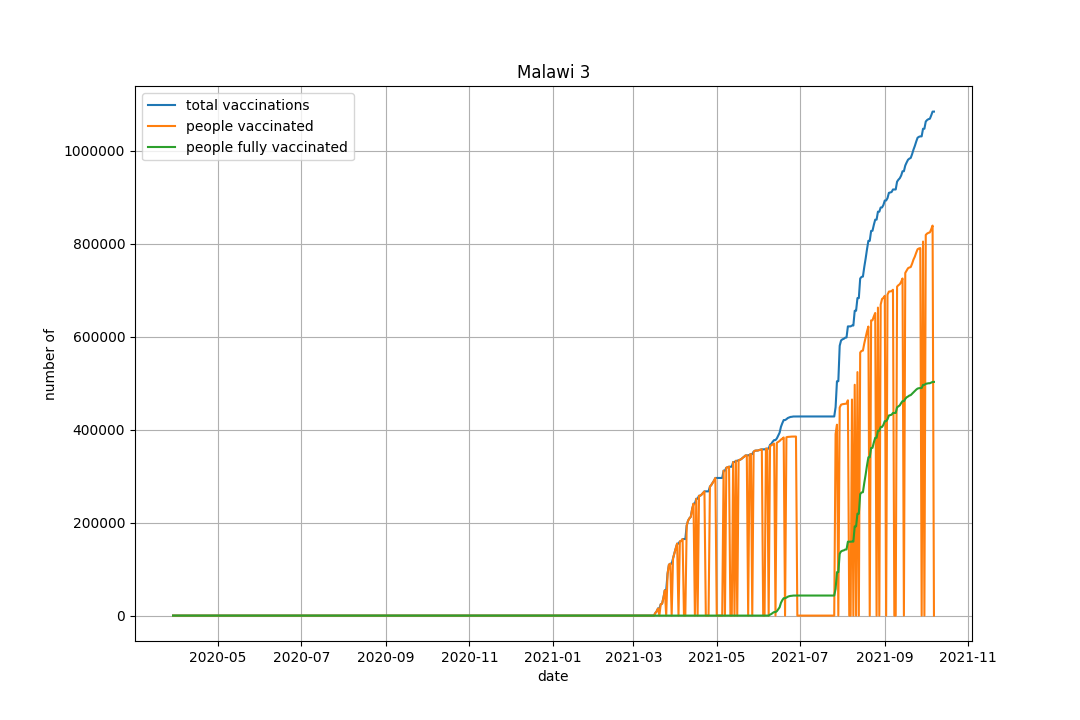 Malawi 3
total vaccinations
people vaccinated
people fully vaccinated
1000000
800000
600000
400000
200000
0
number of
2020-05 2020-07 2020-09 2020-11 2021-01 2021-03 2021-05 2021-07 2021-09 2021-11
date